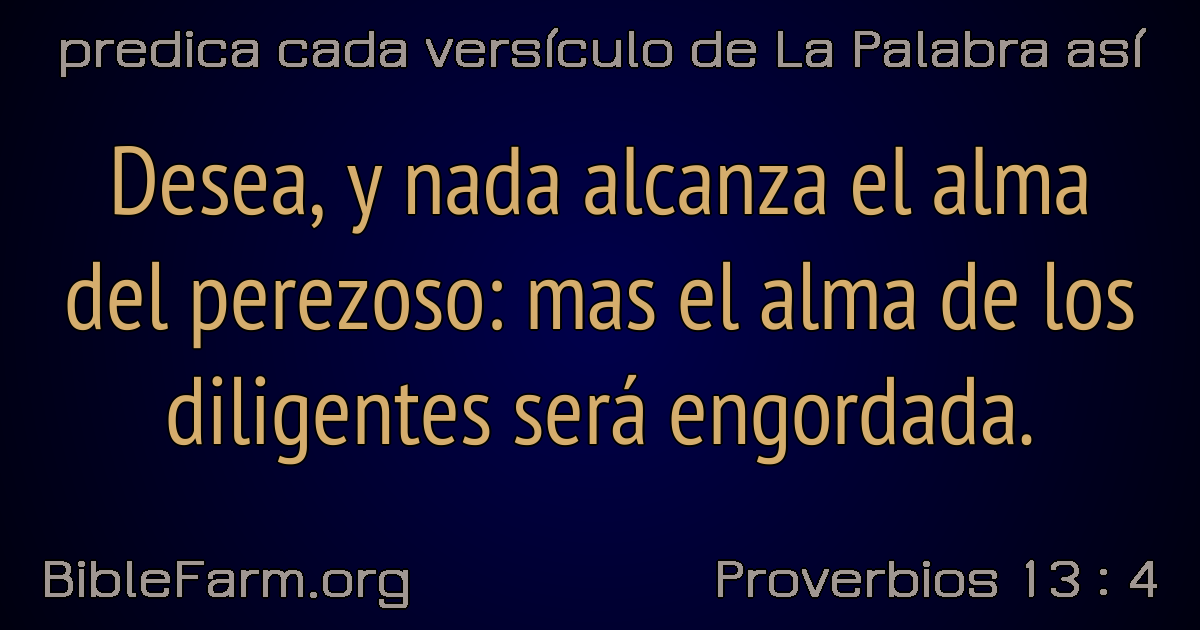 predica cada versículo de La Palabra así
Desea, y nada alcanza el alma
del perezoso: mas el alma de los
diligentes será engordada.
BibleFarm.org
Proverbios 13 : 4